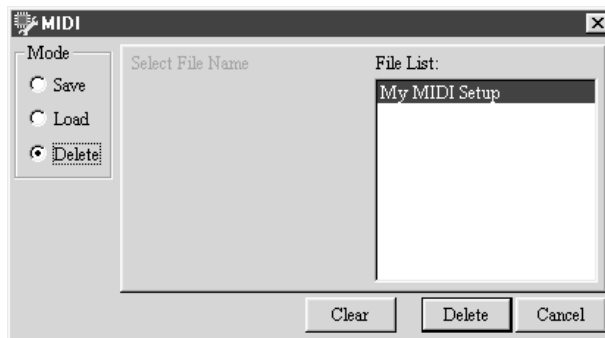 MIDI
Mode
Save
Load
Delete
Select File Name
File List:
My MIDI Setup
Clear
Delete
Cancel